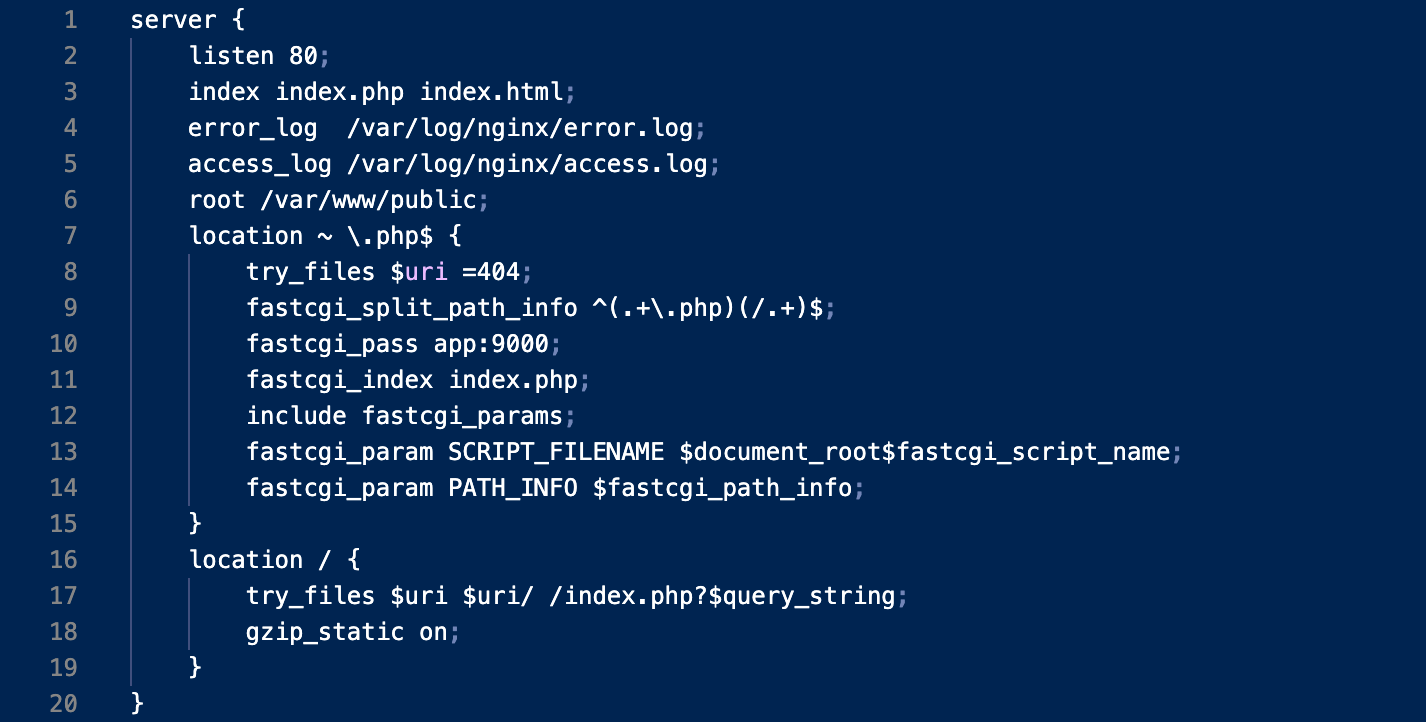 1 server {
2     listen 80;
3     index index.php index.html;
4     error_log  /var/log/nginx/error.log;
5     access_log /var/log/nginx/access.log;
6     root /var/www/public;
7     location ~ \.php$ {
8         try_files $uri =404;
9         fastcgi_split_path_info ^(.+\.php)(/.+)$;
10         fastcgi_pass app:9000;
11         fastcgi_index index.php;
12         include fastcgi_params;
13         fastcgi_param SCRIPT_FILENAME $document_root$fastcgi_script_name;
14         fastcgi_param PATH_INFO $fastcgi_path_info;
15     }
16     location / {
17         try_files $uri $uri/ /index.php?$query_string;
18         gzip_static on;
19     }
20 }